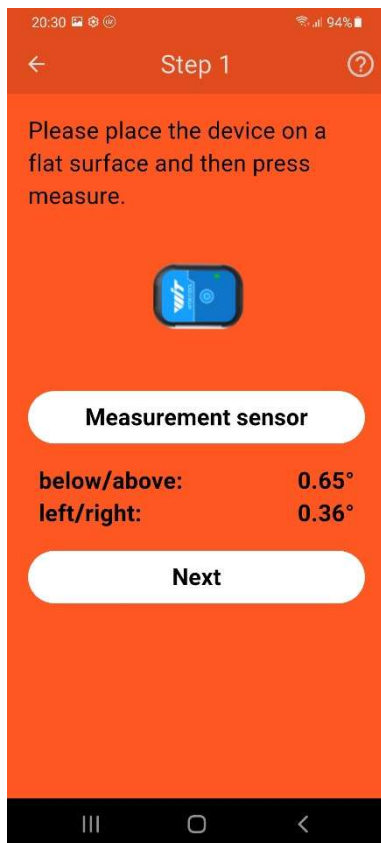 20:30
94%
Step 1
Please place the device on a
flat surface and then press
measure.
WIT
Measurement sensor
below/above: 0.65°
left/right: 0.36°
Next